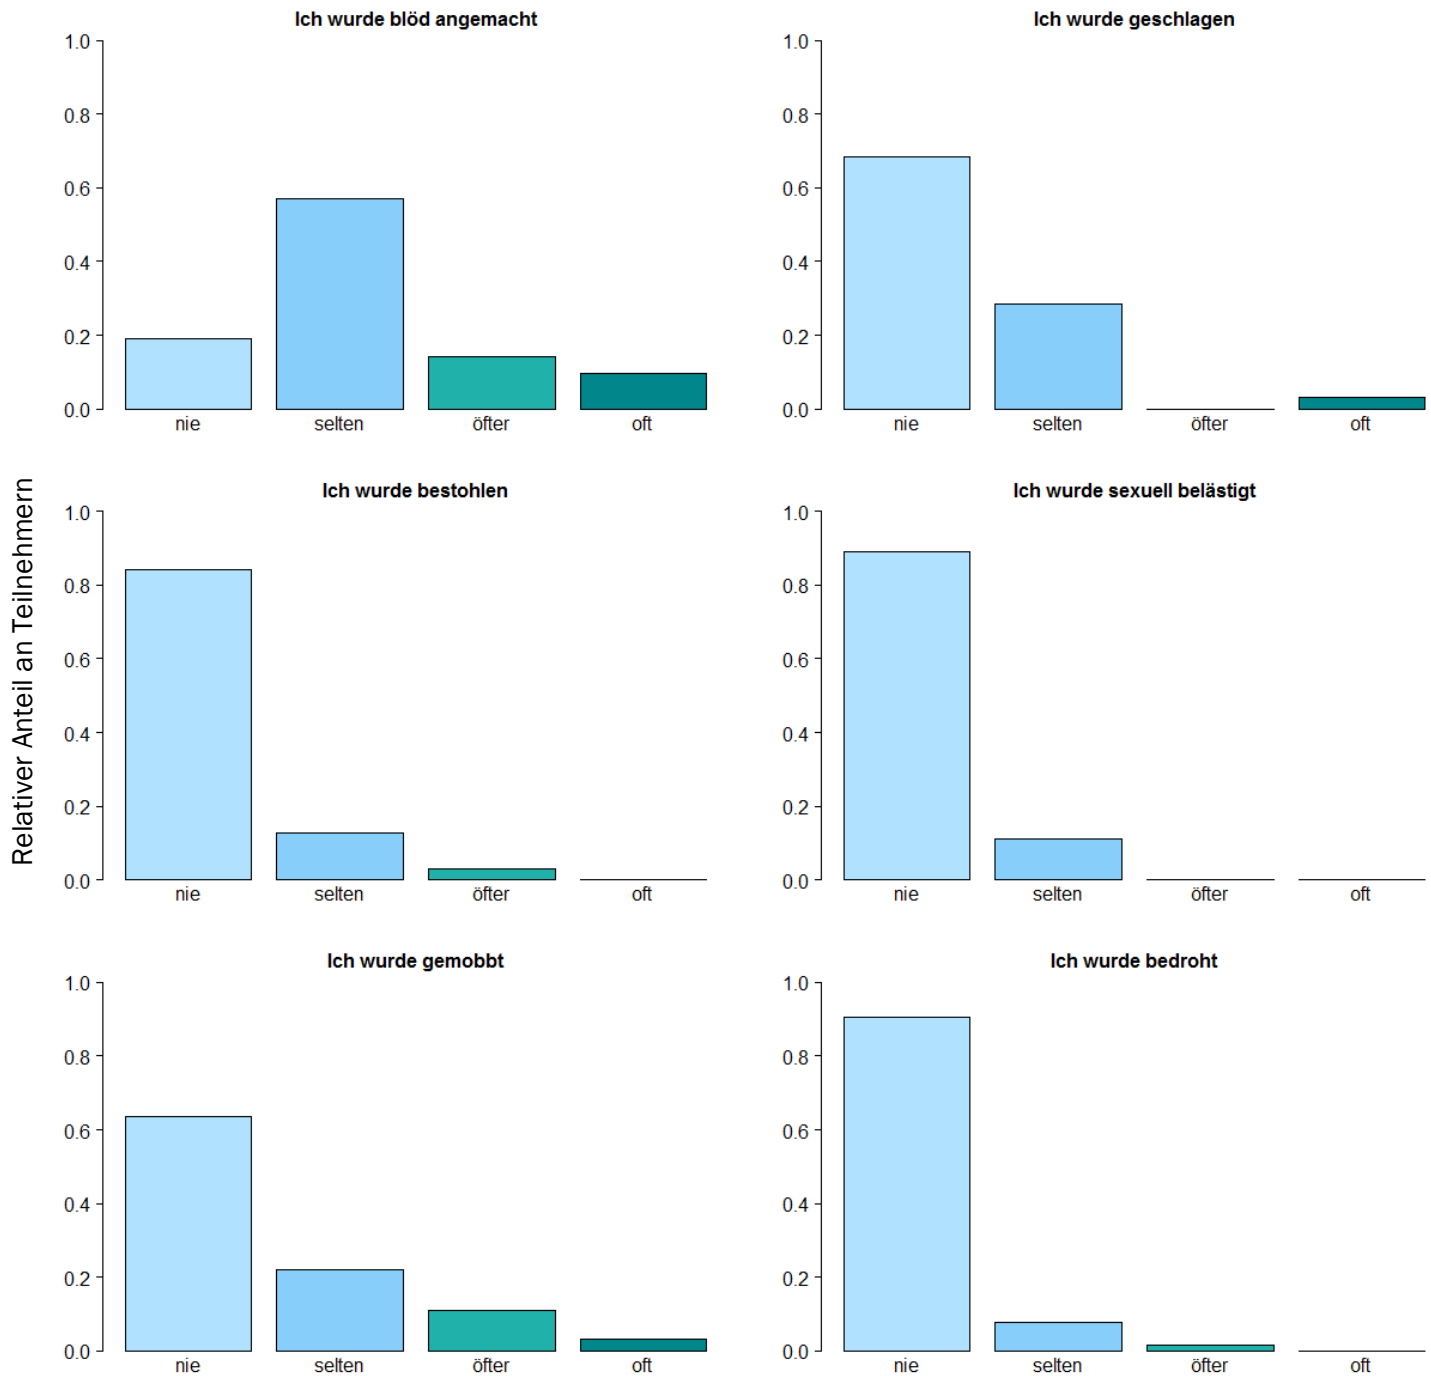 Relativer Anteil an Teilnehmern
Ich wurde blöd angemacht
1.0
0.8
0.6
0.4
0.2
0.0
nie selten öfter oft
Ich wurde geschlagen
1.0
0.8
0.6
0.4
0.2
0.0
nie selten öfter oft
Ich wurde bestohlen
1.0
0.8
0.6
0.4
0.2
0.0
nie selten öfter oft
Ich wurde sexuell belästigt
1.0
0.8
0.6
0.4
0.2
0.0
nie selten öfter oft
Ich wurde gemobbt
1.0
0.8
0.6
0.4
0.2
0.0
nie selten öfter oft
Ich wurde bedroht
1.0
0.8
0.6
0.4
0.2
0.0
nie selten öfter oft